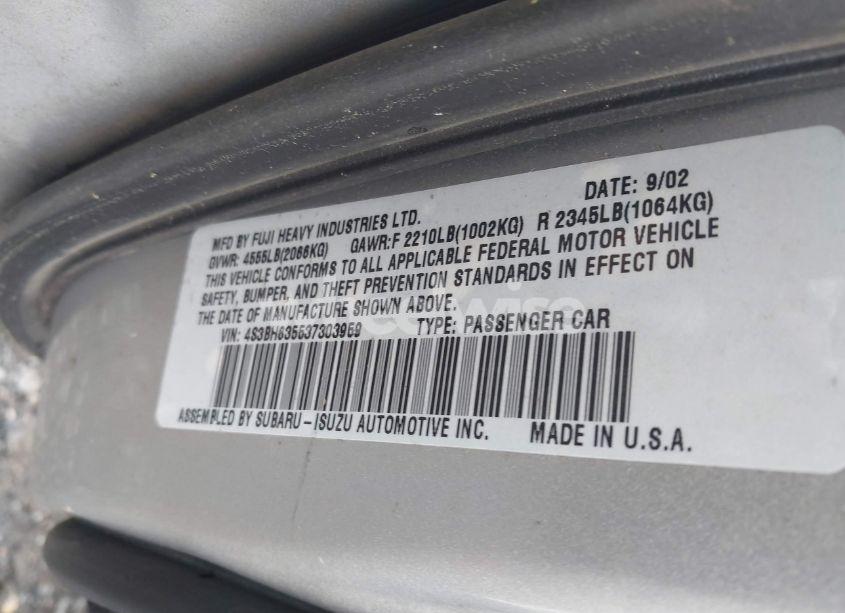 DATE: 9/02
MFD BY FUJI HEAVY INDUSTRIES LTD.
GVWR: 4555LB(2066KG) GAWR:F 2210LB(1002KG) R 2345LB(1064KG)
THIS VEHICLE CONFORMS TO ALL APPLICABLE FEDERAL MOTOR VEHICLE
SAFETY, BUMPER, AND THEFT PREVENTION STANDARDS IN EFFECT ON
THE DATE OF MANUFACTURE SHOWN ABOVE.
VIN: 4S3BH635537303959 TYPE: PASSENGER CAR
ASSEMBLED BY SUBARU-ISUZU AUTOMOTIVE INC. MADE IN U.S.A.